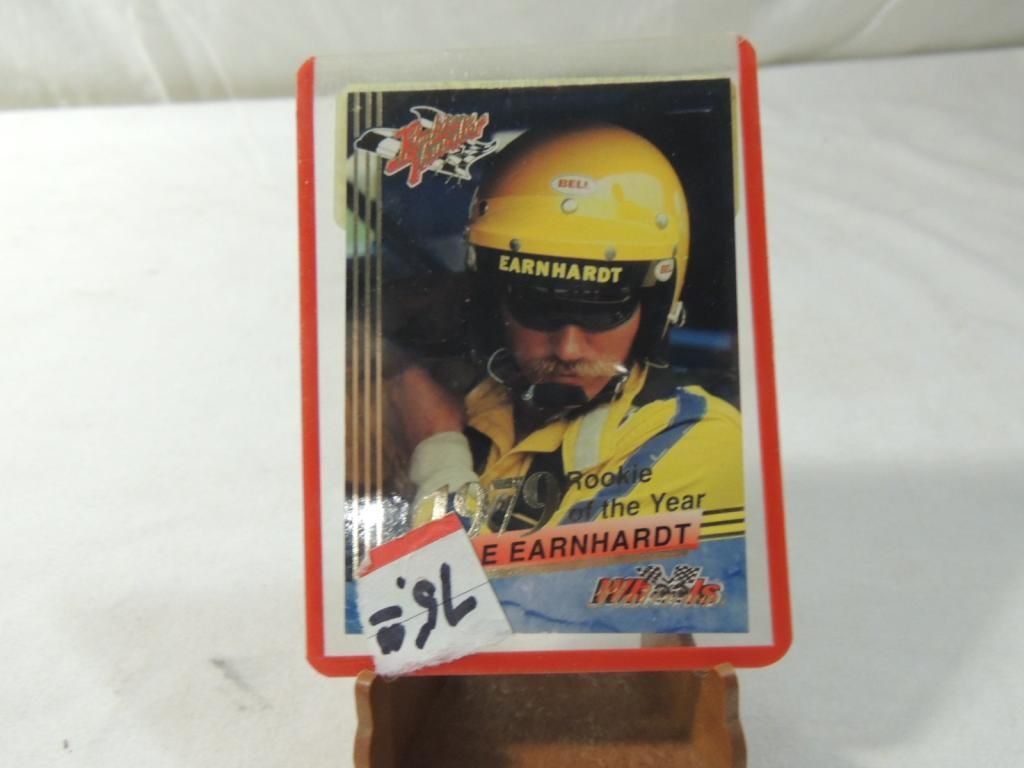 BELL
EARNHARDT
1979 Rookie
of the Year
E EARNHARDT
Wheels